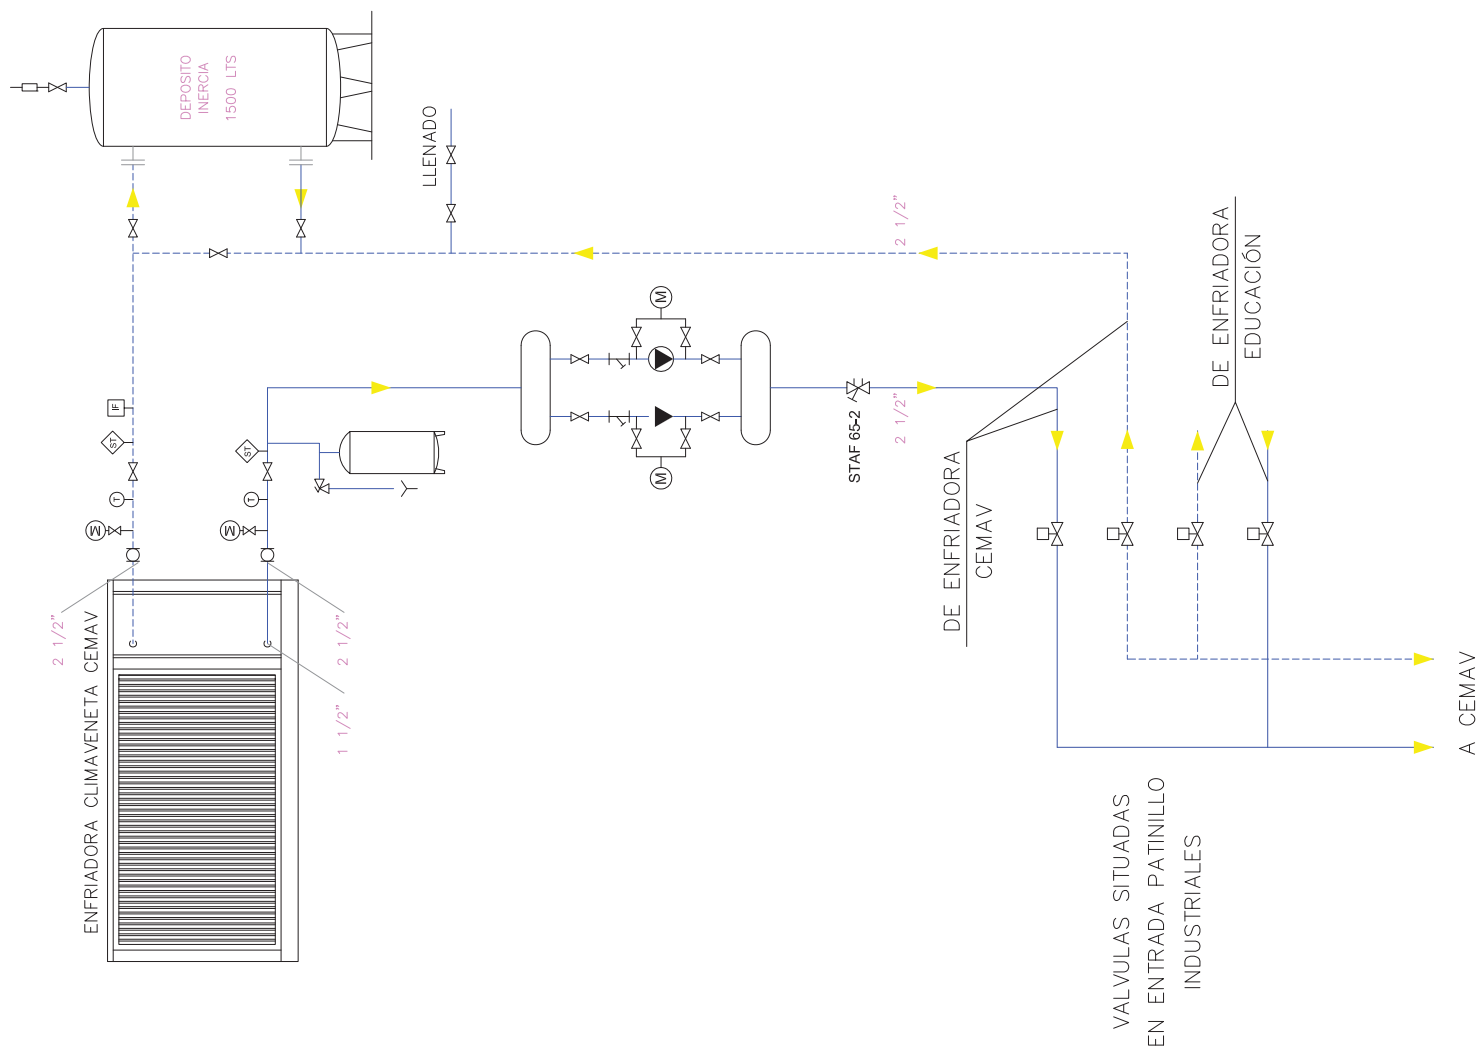 DEPOSITO
INERCIA
1500 LTS
LLENADO
2 1/2"
DE ENFRIADORA
EDUCACIÓN
M
IF
ST
ST
T
T
M
M
M
STAF 65-2
2 1/2"
DE ENFRIADORA
CEMAV
2 1/2"
2 1/2"
1 1/2"
ENFRIADORA CLIMAVENETA CEMAV
A CEMAV
VALVULAS SITUADAS
EN ENTRADA PATINILLO
INDUSTRIALES